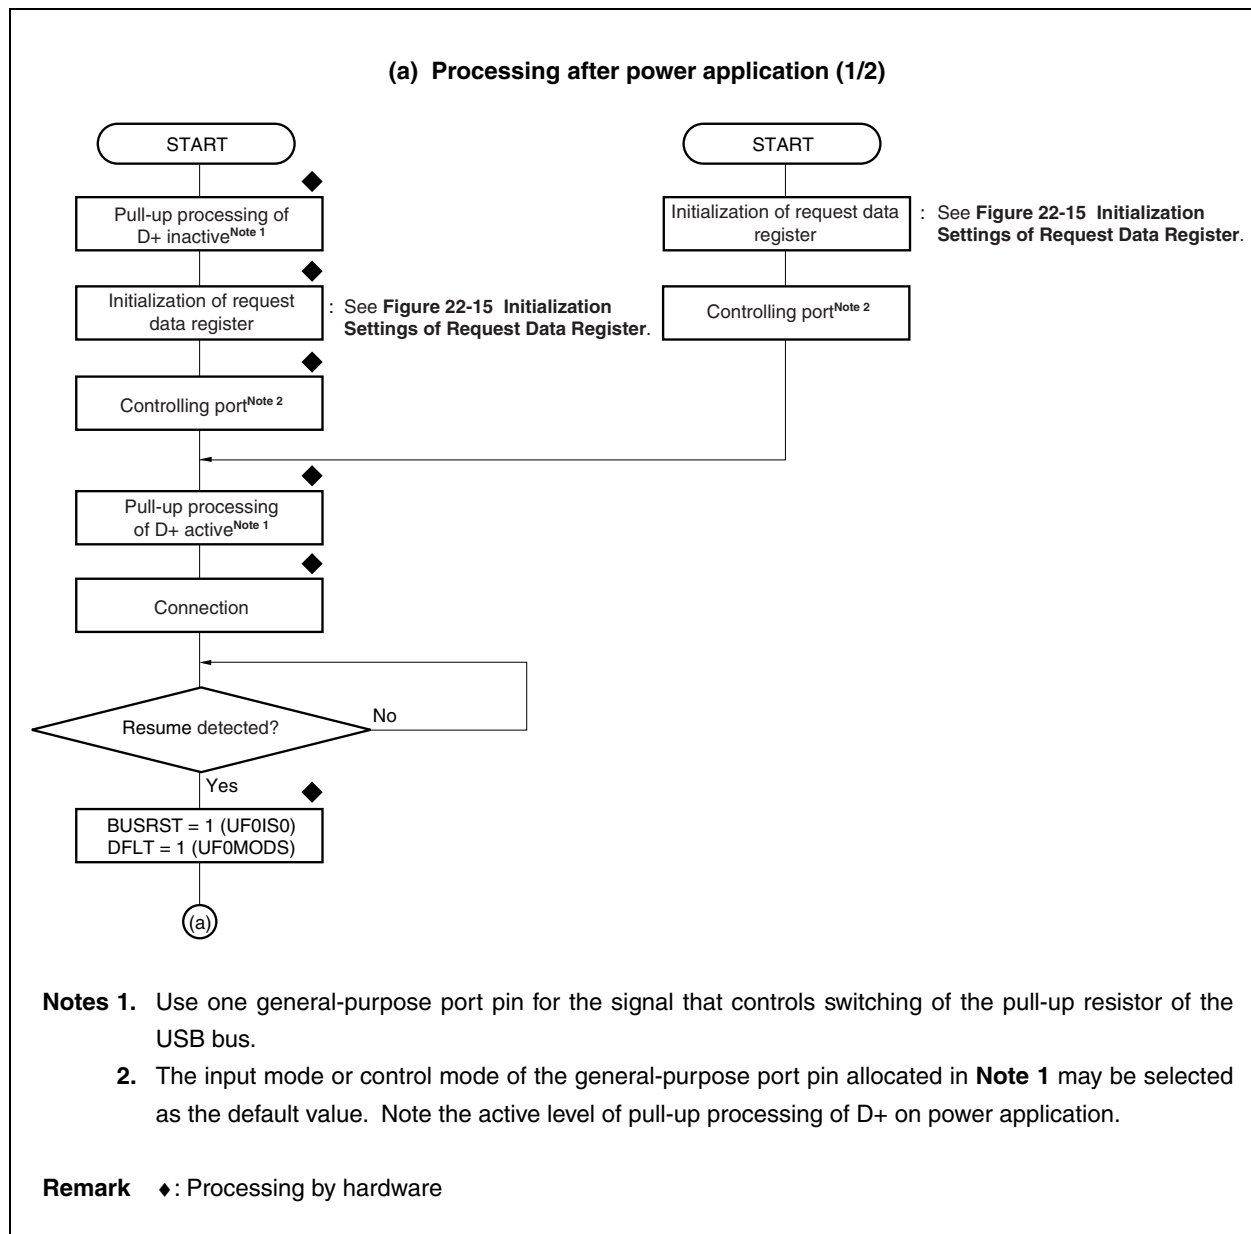 (a) Processing after power application (1/2)
START
Pull-up processing of
D+ inactiveNote 1
Initialization of request
data register
: See Figure 22-15 Initialization
Settings of Request Data Register.
Controlling portNote 2
START
Initialization of request data
register
: See Figure 22-15 Initialization
Settings of Request Data Register.
Controlling portNote 2
Pull-up processing
of D+ activeNote 1
Connection
Resume detected?
No
Yes
BUSRST = 1 (UF0IS0)
DFLT = 1 (UF0MODS)
(a)
Notes 1. Use one general-purpose port pin for the signal that controls switching of the pull-up resistor of the
USB bus.
2. The input mode or control mode of the general-purpose port pin allocated in Note 1 may be selected
as the default value. Note the active level of pull-up processing of D+ on power application.
Remark ♦: Processing by hardware